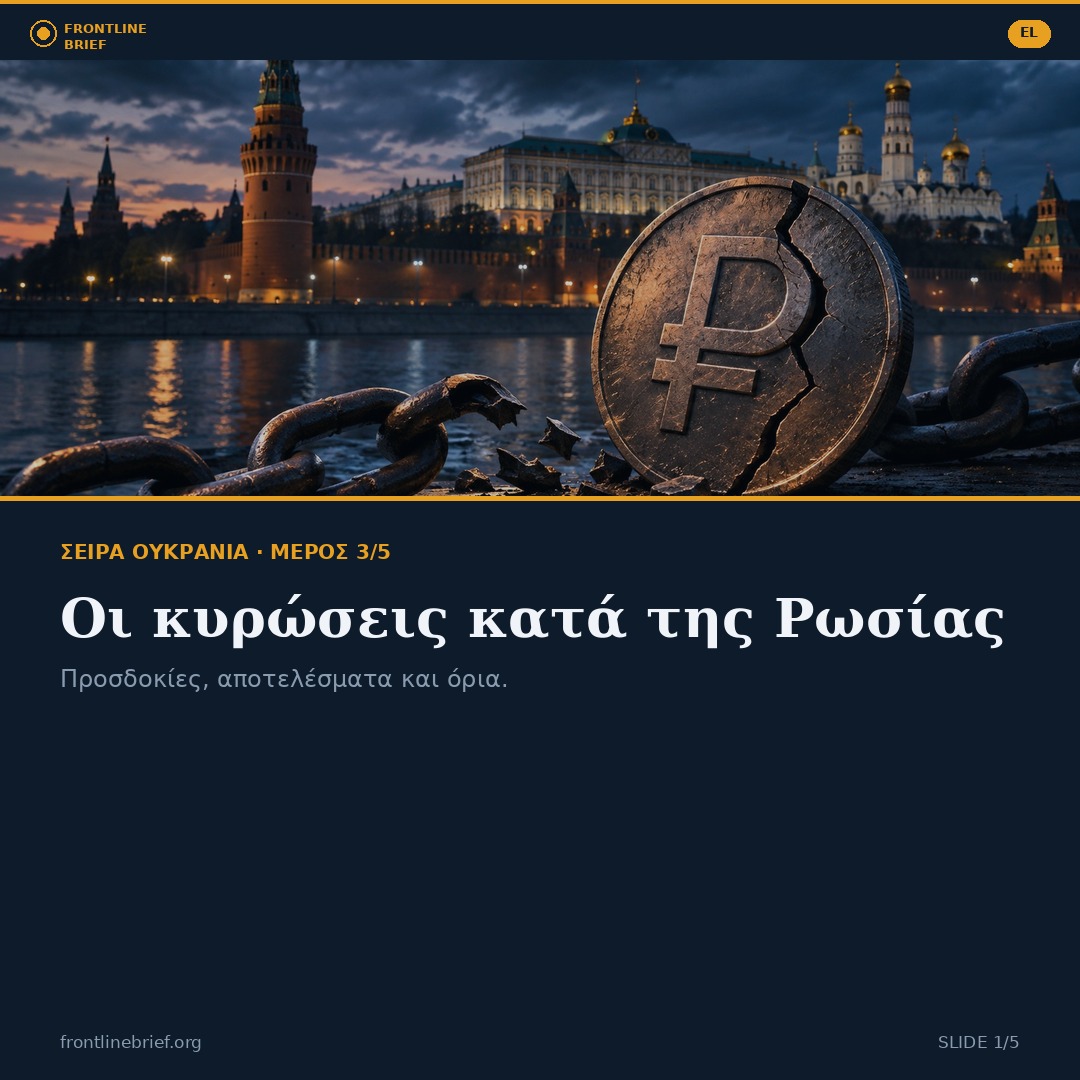 FRONTLINE
BRIEF
EL
ΣΕΙΡΑ ΟΥΚΡΑΝΙΑ · ΜΕΡΟΣ 3/5
Οι κυρώσεις κατά της Ρωσίας
Προσδοκίες, αποτελέσματα και όρια.
frontlinebrief.org
SLIDE 1/5